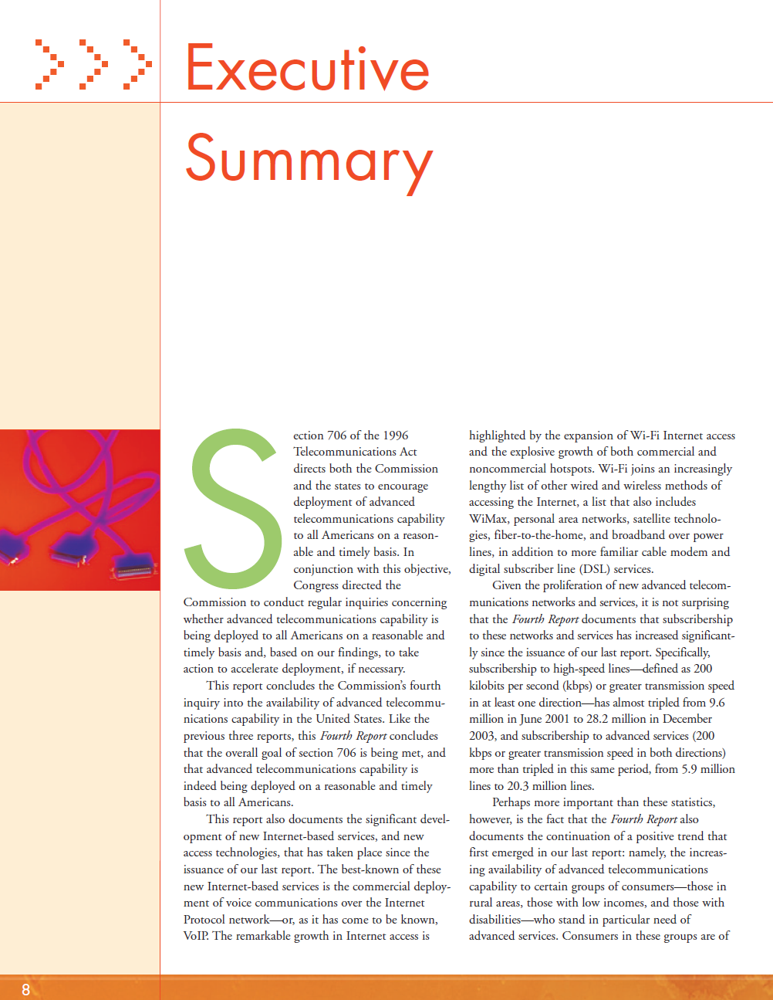 Executive
Summary
Section 706 of the 1996
Telecommunications Act
directs both the Commission
and the states to encourage
deployment of advanced
telecommunications capability
to all Americans on a reason-
able and timely basis. In
conjunction with this objective,
Congress directed the
Commission to conduct regular inquiries concerning
whether advanced telecommunications capability is
being deployed to all Americans on a reasonable and
timely basis and, based on our findings, to take
action to accelerate deployment, if necessary.
This report concludes the Commission’s fourth
inquiry into the availability of advanced telecommu-
nications capability in the United States. Like the
previous three reports, this Fourth Report concludes
that the overall goal of section 706 is being met, and
that advanced telecommunications capability is
indeed being deployed on a reasonable and timely
basis to all Americans.
This report also documents the significant devel-
opment of new Internet-based services, and new
access technologies, that has taken place since the
issuance of our last report. The best-known of these
new Internet-based services is the commercial deploy-
ment of voice communications over the Internet
Protocol network—or, as it has come to be known,
VoIP. The remarkable growth in Internet access is
highlighted by the expansion of Wi-Fi Internet access
and the explosive growth of both commercial and
noncommercial hotspots. Wi-Fi joins an increasingly
lengthy list of other wired and wireless methods of
accessing the Internet, a list that also includes
WiMax, personal area networks, satellite technolo-
gies, fiber-to-the-home, and broadband over power
lines, in addition to more familiar cable modem and
digital subscriber line (DSL) services.
Given the proliferation of new advanced telecom-
munications networks and services, it is not surprising
that the Fourth Report documents that subscribership
to these networks and services has increased significant-
ly since the issuance of our last report. Specifically,
subscribership to high-speed lines—defined as 200
kilobits per second (kbps) or greater transmission speed
in at least one direction—has almost tripled from 9.6
million in June 2001 to 28.2 million in December
2003, and subscribership to advanced services (200
kbps or greater transmission speed in both directions)
more than tripled in this same period, from 5.9 million
lines to 20.3 million lines.
Perhaps more important than these statistics,
however, is the fact that the Fourth Report also
documents the continuation of a positive trend that
first emerged in our last report: namely, the increas-
ing availability of advanced telecommunications
capability to certain groups of consumers—those in
rural areas, those with low incomes, and those with
disabilities—who stand in particular need of
advanced services. Consumers in these groups are of
8